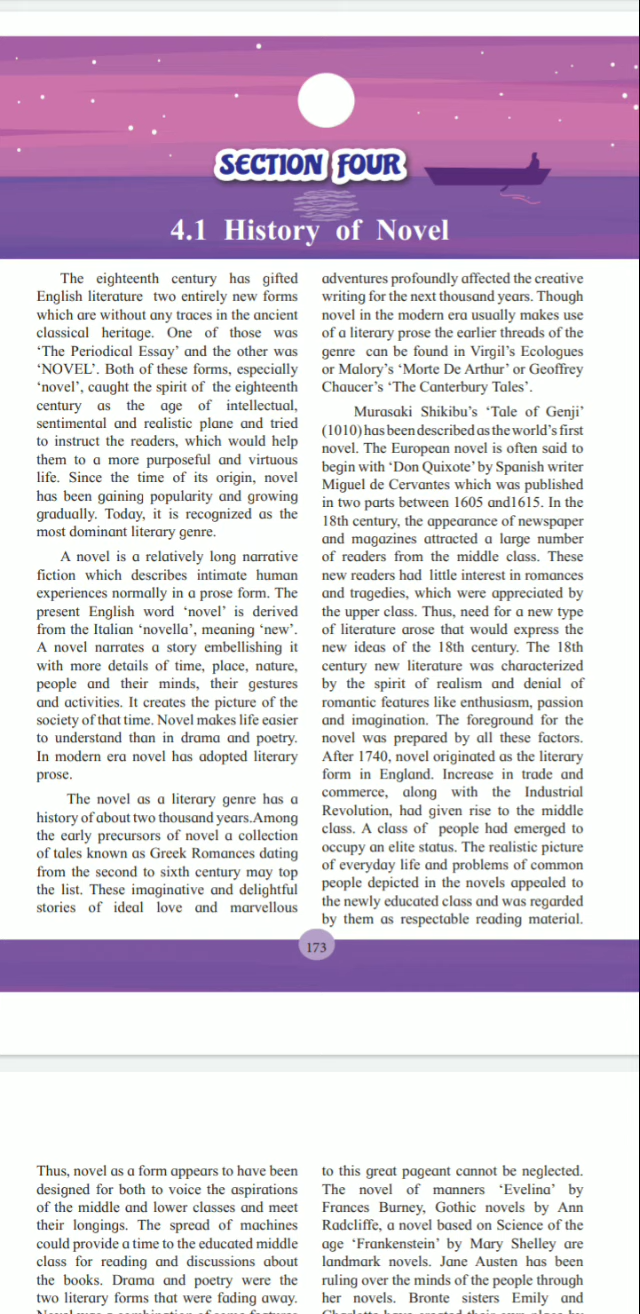 SECTION FOUR
4.1 History of Novel
The eighteenth century has gifted
English literature two entirely new forms
which are without any traces in the ancient
classical heritage. One of those was
‘The Periodical Essay’ and the other was
‘NOVEL’. Both of these forms, especially
‘novel’, caught the spirit of the eighteenth
century as the age of intellectual,
sentimental and realistic plane and tried
to instruct the readers, which would help
them to a more purposeful and virtuous
life. Since the time of its origin, novel
has been gaining popularity and growing
gradually. Today, it is recognized as the
most dominant literary genre.
A novel is a relatively long narrative
fiction which describes intimate human
experiences normally in a prose form. The
present English word ‘novel’ is derived
from the Italian ‘novella’, meaning ‘new’.
A novel narrates a story embellishing it
with more details of time, place, nature,
people and their minds, their gestures
and activities. It creates the picture of the
society of that time. Novel makes life easier
to understand than in drama and poetry.
In modern era novel has adopted literary
prose.
The novel as a literary genre has a
history of about two thousand years.Among
the early precursors of novel a collection
of tales known as Greek Romances dating
from the second to sixth century may top
the list. These imaginative and delightful
stories of ideal love and marvellous
adventures profoundly affected the creative
writing for the next thousand years. Though
novel in the modern era usually makes use
of a literary prose the earlier threads of the
genre can be found in Virgil’s Ecologues
or Malory’s ‘Morte De Arthur’ or Geoffrey
Chaucer’s ‘The Canterbury Tales’.
Murasaki Shikibu’s ‘Tale of Genji’
(1010) has been described as the world’s first
novel. The European novel is often said to
begin with ‘Don Quixote’ by Spanish writer
Miguel de Cervantes which was published
in two parts between 1605 and1615. In the
18th century, the appearance of newspaper
and magazines attracted a large number
of readers from the middle class. These
new readers had little interest in romances
and tragedies, which were appreciated by
the upper class. Thus, need for a new type
of literature arose that would express the
new ideas of the 18th century. The 18th
century new literature was characterized
by the spirit of realism and denial of
romantic features like enthusiasm, passion
and imagination. The foreground for the
novel was prepared by all these factors.
After 1740, novel originated as the literary
form in England. Increase in trade and
commerce, along with the Industrial
Revolution, had given rise to the middle
class. A class of people had emerged to
occupy an elite status. The realistic picture
of everyday life and problems of common
people depicted in the novels appealed to
the newly educated class and was regarded
by them as respectable reading material.
173
Thus, novel as a form appears to have been
designed for both to voice the aspirations
of the middle and lower classes and meet
their longings. The spread of machines
could provide a time to the educated middle
class for reading and discussions about
the books. Drama and poetry were the
two literary forms that were fading away.
Novel was a combination of some features
to this great pageant cannot be neglected.
The novel of manners ‘Evelina’ by
Frances Burney, Gothic novels by Ann
Radcliffe, a novel based on Science of the
age ‘Frankenstein’ by Mary Shelley are
landmark novels. Jane Austen has been
ruling over the minds of the people through
her novels. Bronte sisters Emily and
Charlotte have created their own place by